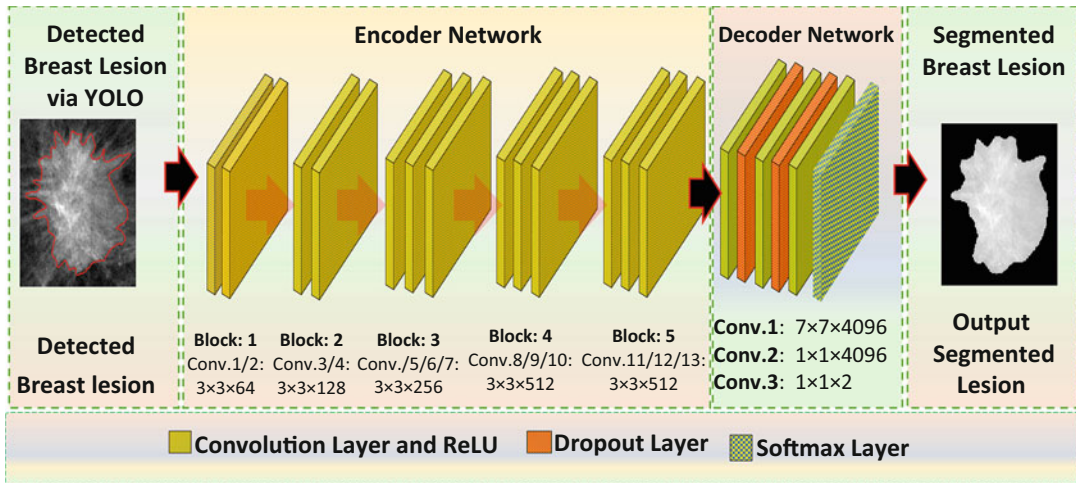 Detected
Breast Lesion
via YOLO
Detected
Breast lesion
Encoder Network
Block: 1
Conv.1/2:
3×3×64
Block: 2
Conv.3/4:
3×3×128
Block: 3
Conv./5/6/7:
3×3×256
Block: 4
Conv.8/9/10:
3×3×512
Block: 5
Conv.11/12/13:
3×3×512
Decoder Network
Conv.1: 7×7×4096
Conv.2: 1×1×4096
Conv.3: 1×1×2
Segmented
Breast Lesion
Output
Segmented
Lesion
Convolution Layer and ReLU
Dropout Layer
Softmax Layer